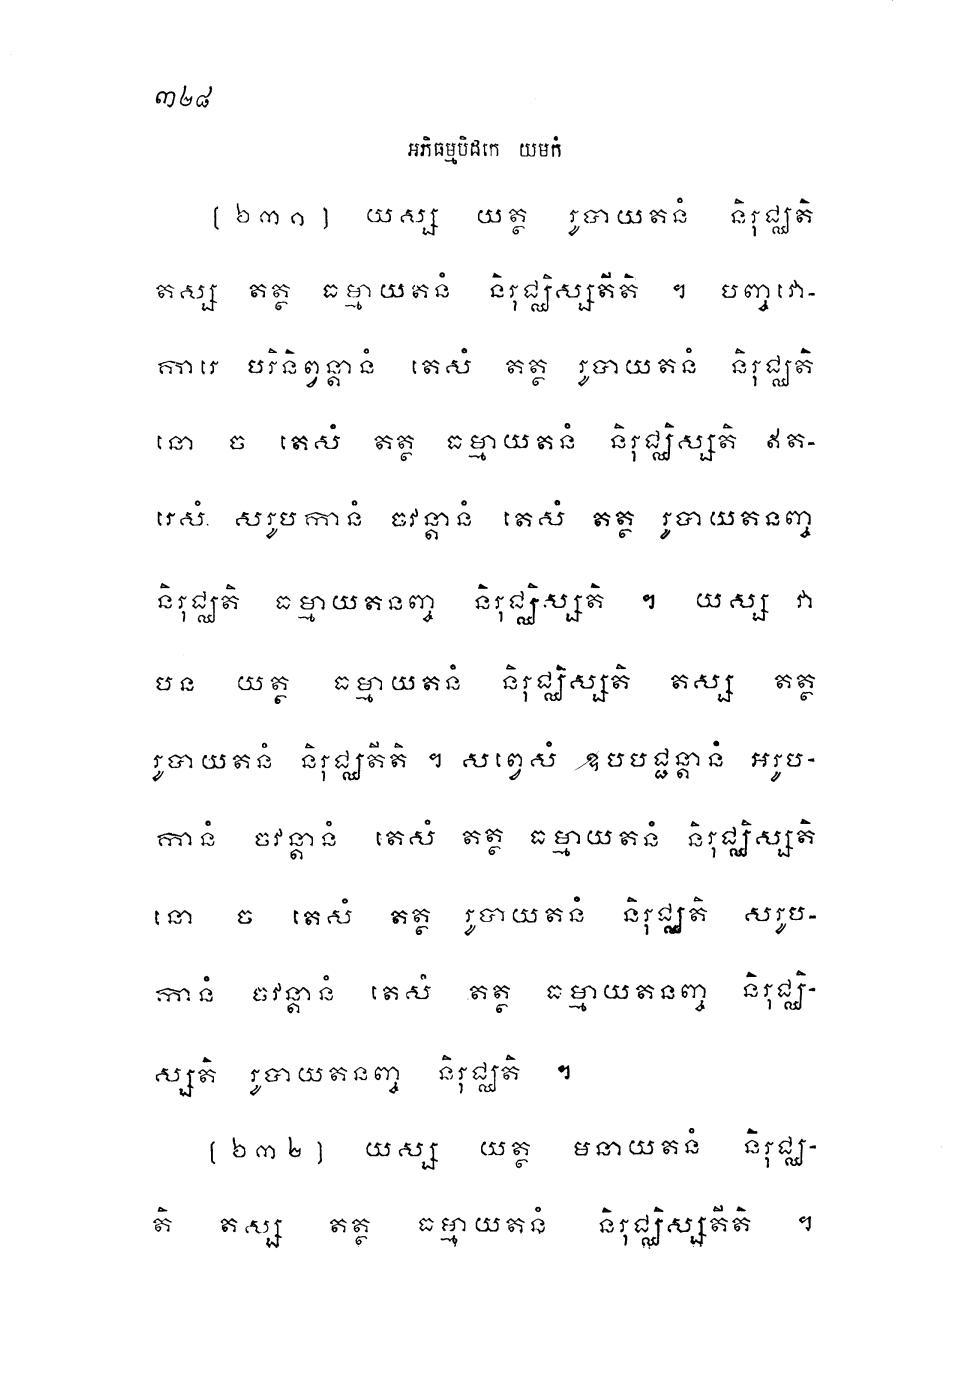 ៣២៨
អភិធម្មបិដកេ យមកំ
(៦៣១) យស្ស យត្ថ រូបាយតនំ និរុជ្ឈតិ
តស្ស តត្ថ ធម្មាយតនំ និរុជ្ឈិស្សតីតិ ។ បញ្ចវោ-
ការេ បរិនិព្វន្តានំ តេសំ តត្ថ រូបាយតនំ និរុជ្ឈតិ
នោ ច តេសំ តត្ថ ធម្មាយតនំ និរុជ្ឈិស្សតិ ឥត-
រេសំ សរូបកានំ ចវន្តានំ តេសំ តត្ថ រូបាយតនញ្ច
និរុជ្ឈតិ ធម្មាយតនញ្ច និរុជ្ឈិស្សតិ ។ យស្ស វា
បន យត្ថ ធម្មាយតនំ និរុជ្ឈិស្សតិ តស្ស តត្ថ
រូបាយតនំ និរុជ្ឈតីតិ ។ សព្វេសំ ឧបបជ្ជន្តានំ អរូប-
កានំ ចវន្តានំ តេសំ តត្ថ ធម្មាយតនំ និរុជ្ឈិស្សតិ
នោ ច តេសំ តត្ថ រូបាយតនំ និរុជ្ឈតិ សរូប-
កានំ ចវន្តានំ តេសំ តត្ថ ធម្មាយតនញ្ច និរុជ្ឈិ-
ស្សតិ រូបាយតនញ្ច និរុជ្ឈតិ ។
(៦៣២) យស្ស យត្ថ មនាយតនំ និរុជ្ឈ-
តិ តស្ស តត្ថ ធម្មាយតនំ និរុជ្ឈិស្សតីតិ ។